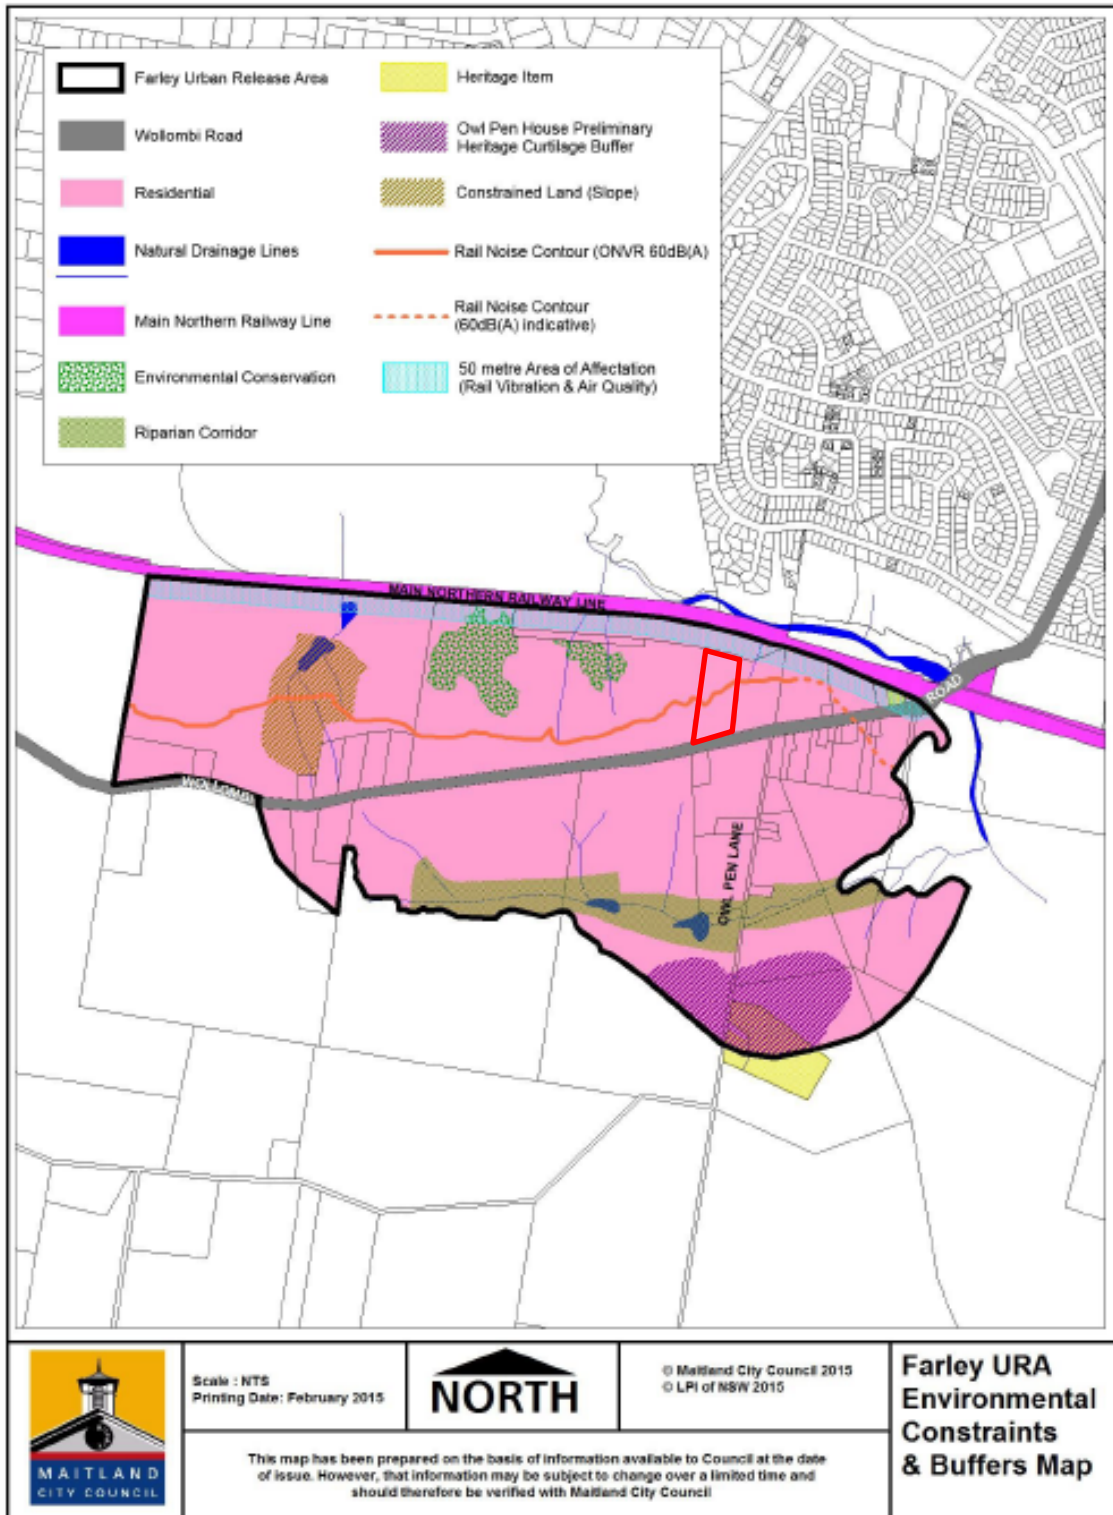 Farley Urban Release Area
Wollombi Road
Residential
Natural Drainage Lines
Main Northern Railway Line
Environmental Conservation
Riparian Corridor
Heritage Item
Owl Pen House Preliminary
Heritage Curtilage Buffer
Constrained Land (Slope)
Rail Noise Contour (ONVR 60dB(A)
Rail Noise Contour
(60dB(A) indicative)
50 metre Area of Affectation
(Rail Vibration & Air Quality)
MAIN NORTHERN RAILWAY LINE
ROAD
WOLLOMBI
OWL PEN LANE
MAITLAND
CITY COUNCIL
Scale : NTS
Printing Date: February 2015
NORTH
© Maitland City Council 2015
© LPI of NSW 2015
This map has been prepared on the basis of information available to Council at the date
of issue. However, that information may be subject to change over a limited time and
should therefore be verified with Maitland City Council
Farley URA
Environmental
Constraints
& Buffers Map